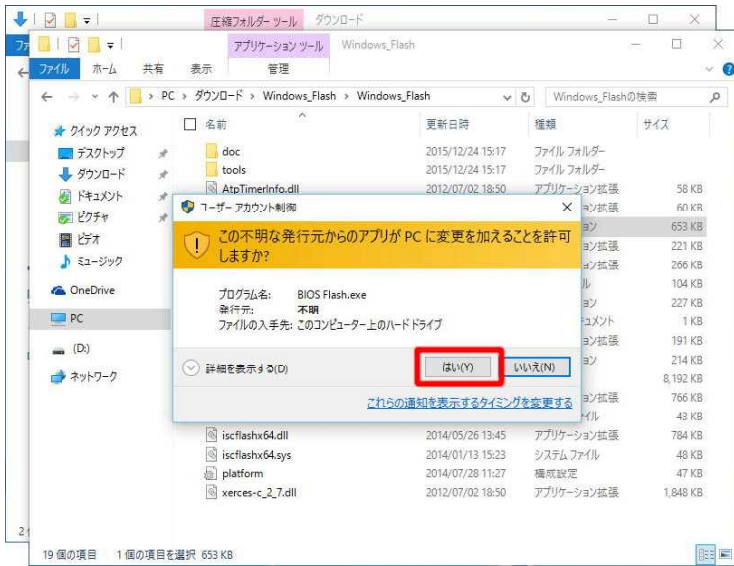 圧縮フォルダー ツール ダウンロード
アプリケーション ツール Windows_Flash
ファイル ホーム 共有 表示 管理
PC > ダウンロード > Windows_Flash > Windows_Flash
Windows_Flashの検索
名前 更新日時 種類 サイズ
クイック アクセス
デスクトップ
ダウンロード
ドキュメント
ピクチャ
ビデオ
ミュージック
OneDrive
PC
(D:)
ネットワーク
doc 2015/12/24 15:17 ファイル フォルダー
tools 2015/12/24 15:17 ファイル フォルダー
AtpTimerInfo.dll 2012/07/02 18:50 アプリケーション拡張 58 KB
60 KB
653 KB
221 KB
266 KB
104 KB
227 KB
1 KB
191 KB
214 KB
8,192 KB
766 KB
43 KB
ユーザー アカウント制御
この不明な発行元からのアプリが PC に変更を加えることを許可
しますか?
プログラム名: BIOS Flash.exe
発行元: 不明
ファイルの入手先: このコンピューター上のハード ドライブ
詳細を表示する(D)
はい(Y)
いいえ(N)
これらの通知を表示するタイミングを変更する
iscflashx64.dll 2014/05/26 13:45 アプリケーション拡張 784 KB
iscflashx64.sys 2014/01/13 15:23 システム ファイル 48 KB
platform 2014/07/28 11:27 構成設定 47 KB
xerces-c_2_7.dll 2012/07/02 18:50 アプリケーション拡張 1,848 KB
19 個の項目 1 個の項目を選択 653 KB